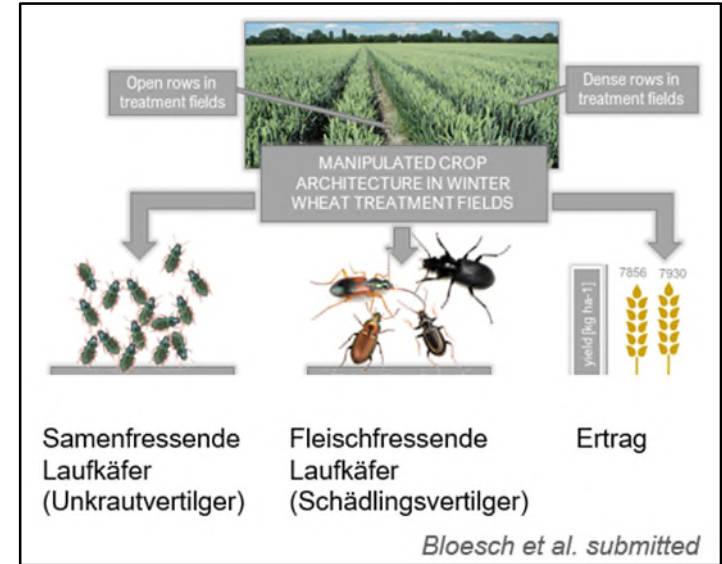 Open rows in
treatment fields
Dense rows in
treatment fields
MANIPULATED CROP
ARCHITECTURE IN WINTER
WHEAT TREATMENT FIELDS
yield [kg ha-1]
7856 7930
Samenfressende
Laufkäfer
(Unkrautvertilger)
Fleischfressende
Laufkäfer
(Schädlingsvertilger)
Ertrag
Bloesch et al. submitted